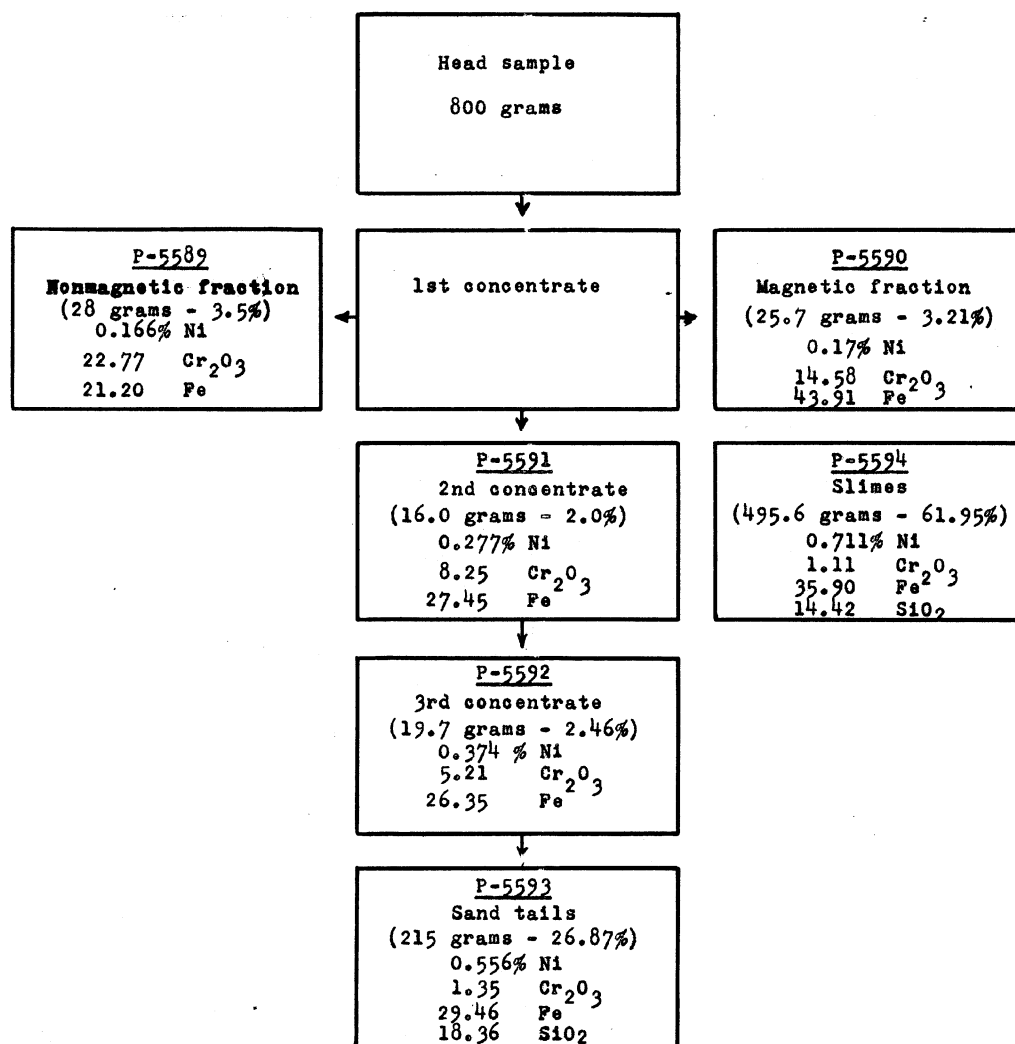 Head sample
800 grams
P-5589
Nonmagnetic fraction
(28 grams - 3.5%)
0.166% Ni
22.77 Cr2O3
21.20 Fe
1st concentrate
P-5590
Magnetic fraction
(25.7 grams - 3.21%)
0.17% Ni
14.58 Cr2O3
43.91 Fe
P-5591
2nd concentrate
(16.0 grams - 2.0%)
0.277% Ni
8.25 Cr2O3
27.45 Fe
P-5594
Slimes
(495.6 grams - 61.95%)
0.711% Ni
1.11 Cr2O3
35.90 Fe
14.42 SiO2
P-5592
3rd concentrate
(19.7 grams - 2.46%)
0.374 % Ni
5.21 Cr2O3
26.35 Fe
P-5593
Sand tails
(215 grams - 26.87%)
0.556% Ni
1.35 Cr2O3
29.46 Fe
18.36 SiO2